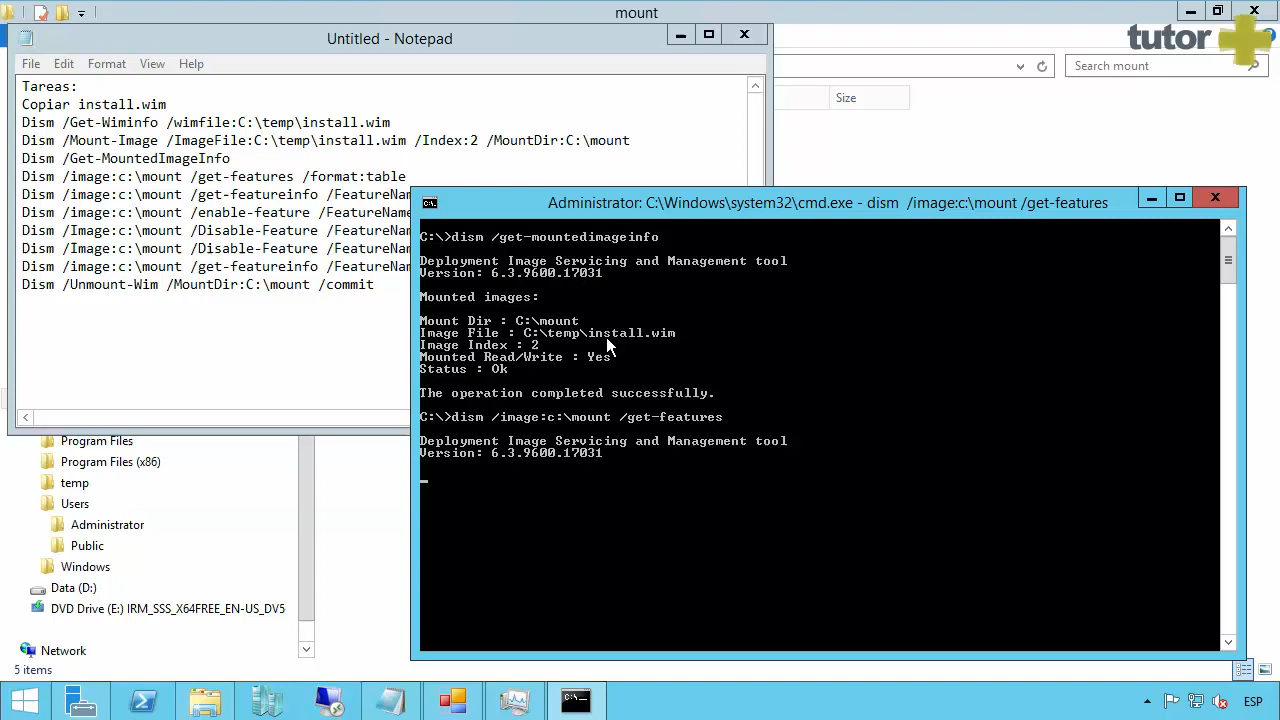 mount
tutor
Untitled - Notepad
File Edit Format View Help
Tareas:
Copiar install.wim
Dism /Get-Wiminfo /wimfile:C:\temp\install.wim
Dism /Mount-Image /ImageFile:C:\temp\install.wim /Index:2 /MountDir:C:\mount
Dism /Get-MountedImageInfo
Dism /image:c:\mount /get-features /format:table
Dism /image:c:\mount /get-featureinfo /FeatureNam
Dism /image:c:\mount /enable-feature /FeatureName
Dism /image:c:\mount /Disable-Feature /FeatureNam
Dism /image:c:\mount /Disable-Feature /FeatureNam
Dism /image:c:\mount /get-featureinfo /FeatureNam
Dism /Unmount-Wim /MountDir:C:\mount /commit
Search mount
Size
Administrator: C:\Windows\system32\cmd.exe - dism /image:c:\mount /get-features
C:\>dism /get-mountedimageinfo
Deployment Image Servicing and Management tool
Version: 6.3.9600.17031
Mounted images:
Mount Dir : C:\mount
Image File : C:\temp\install.wim
Image Index : 2
Mounted Read/Write : Yes
Status : Ok
The operation completed successfully.
C:\>dism /image:c:\mount /get-features
Deployment Image Servicing and Management tool
Version: 6.3.9600.17031
Program Files
Program Files (x86)
temp
Users
Administrator
Public
Windows
Data (D:)
DVD Drive (E:) IRM_SSS_X64FREE_EN-US_DV5
Network
5 items
ESP